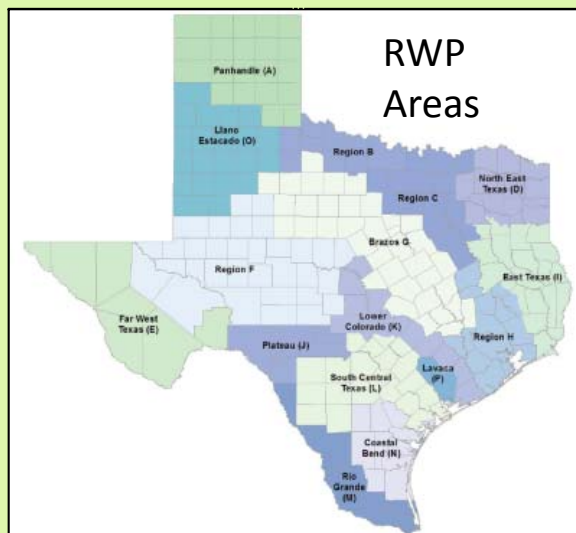 RWP
Areas
Panhandle (A)
Llano
Estacado (O)
Region B
Region C
North East
Texas (D)
Brazos G
East Texas (I)
Region F
Far West
Texas (E)
Lower
Colorado (K)
Region H
Plateau (J)
Lavaca
(P)
South Central
Texas (L)
Coastal
Bend (N)
Rio
Grande
(M)